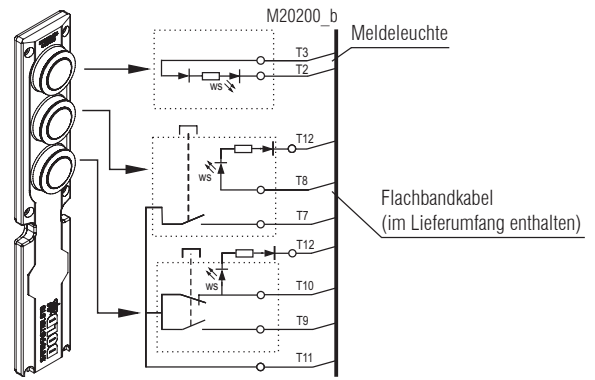 M20200_b
Meldeleuchte
T3
T2
ws
T12
ws
T8
T7
Flachbandkabel
(im Lieferumfang enthalten)
T12
ws
T10
T9
T11